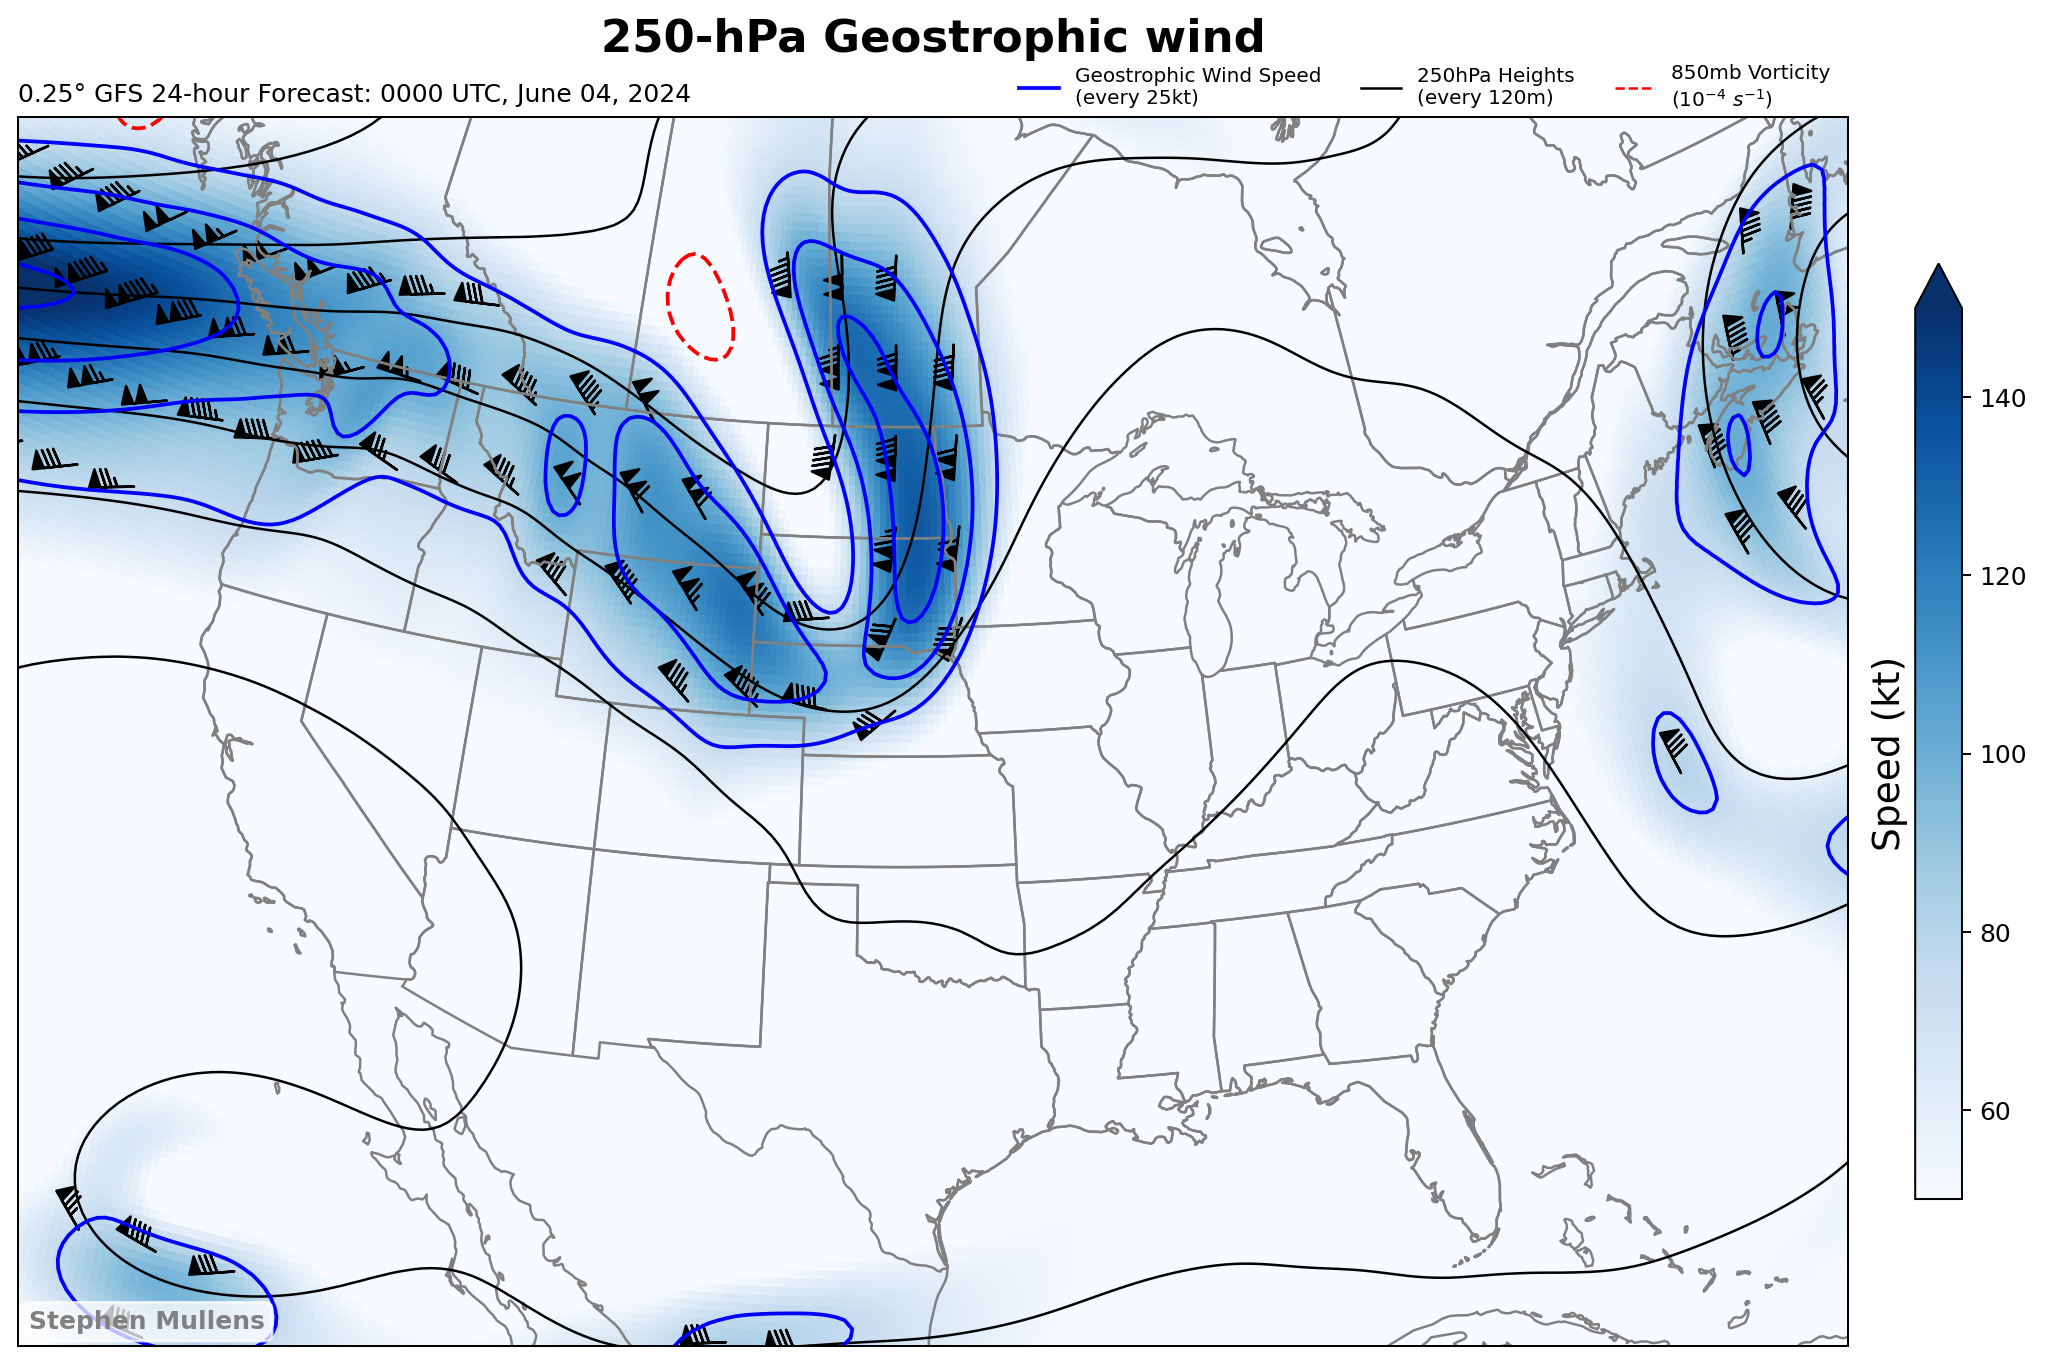 250-hPa Geostrophic wind
0.25° GFS 24-hour Forecast: 0000 UTC, June 04, 2024
Geostrophic Wind Speed
(every 25kt)
250hPa Heights
(every 120m)
850mb Vorticity
(10⁻⁴ s⁻¹)
140
120
100
80
60
Speed (kt)
Stephen Mullens